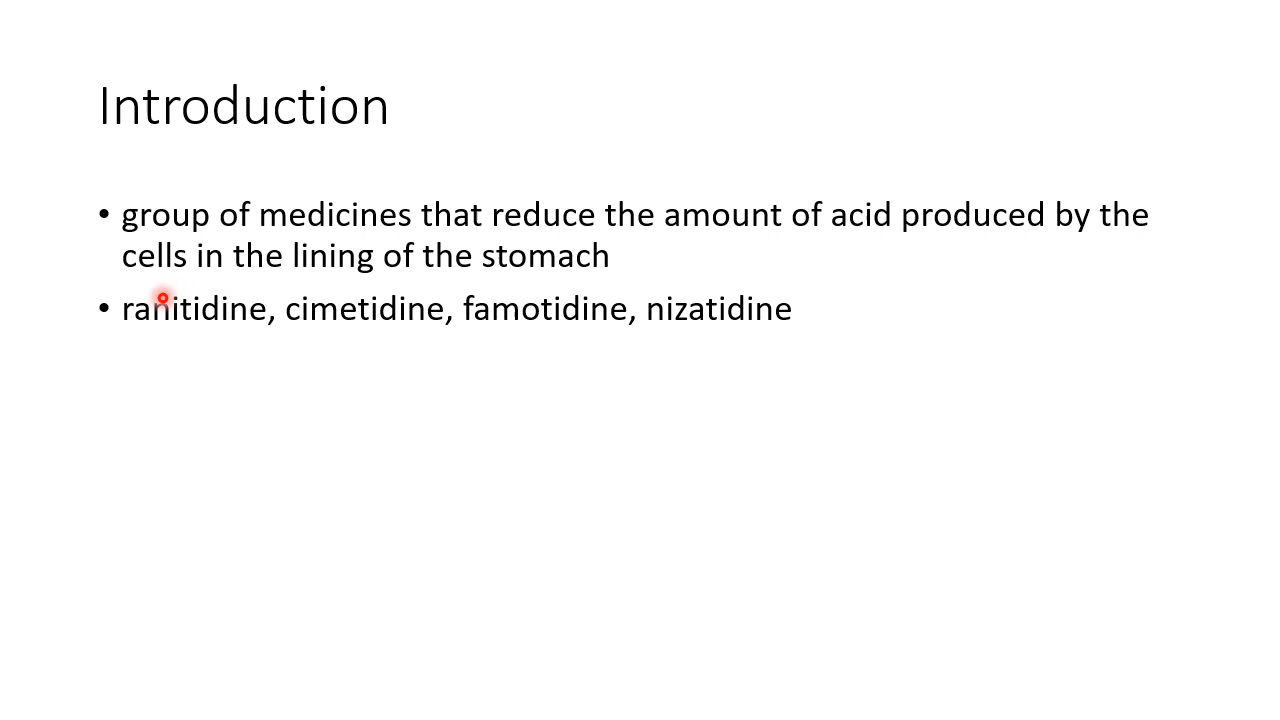 Introduction
• group of medicines that reduce the amount of acid produced by the
cells in the lining of the stomach
• ranitidine, cimetidine, famotidine, nizatidine